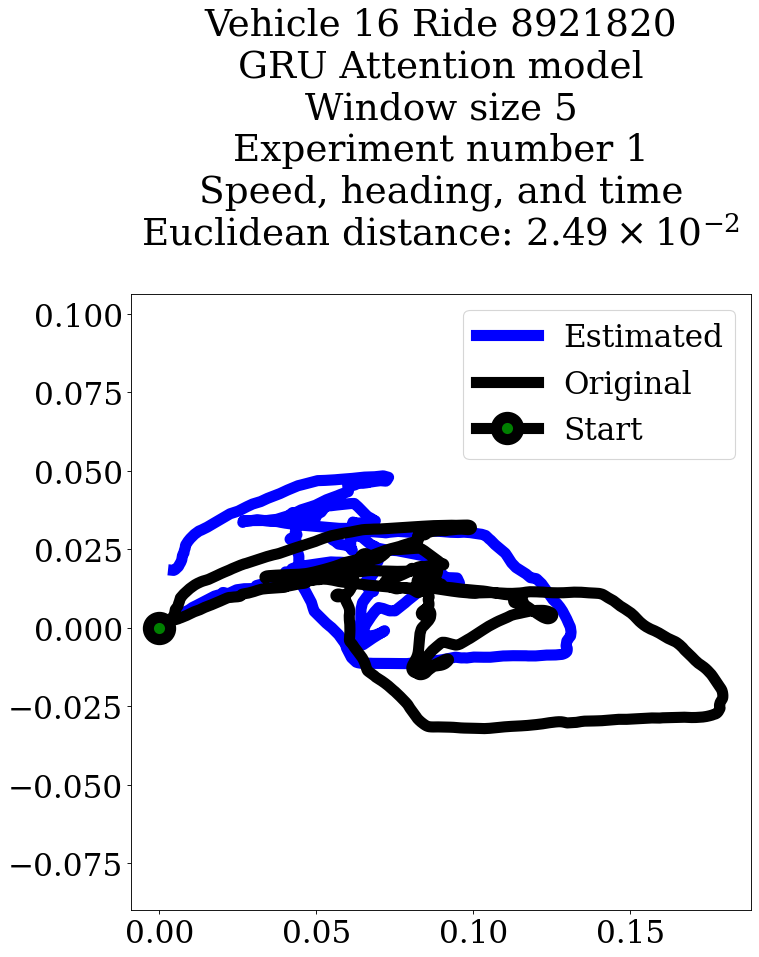 Vehicle 16 Ride 8921820
GRU Attention model
Window size 5
Experiment number 1
Speed, heading, and time
Euclidean distance: 2.49 × 10⁻²
Estimated
Original
Start
0.100
0.075
0.050
0.025
0.000
−0.025
−0.050
−0.075
0.00 0.05 0.10 0.15